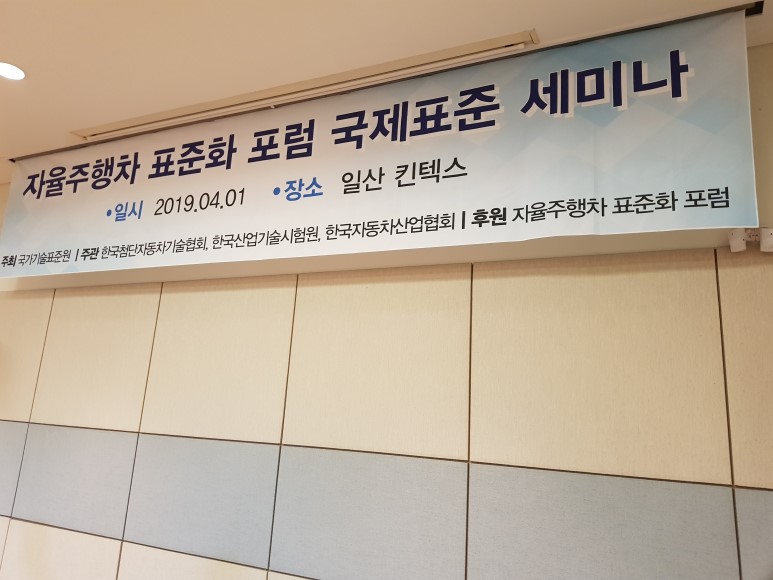 자율주행차 표준화 포럼 국제표준 세미나
•일시 2019.04.01 •장소 일산 킨텍스
주최 국가기술표준원 | 주관 한국첨단자동차기술협회, 한국산업기술시험원, 한국자동차산업협회 | 후원 자율주행차 표준화 포럼